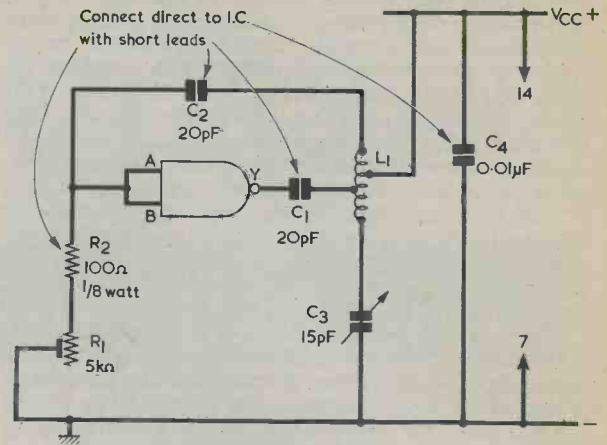 Connect direct to I.C.
with short leads
VCC+
14
C2
20pF
L1
C4
0·01µF
A
B
Y
C1
20pF
R2
100Ω
1/8 watt
C3
15pF
R1
5kΩ
7
−